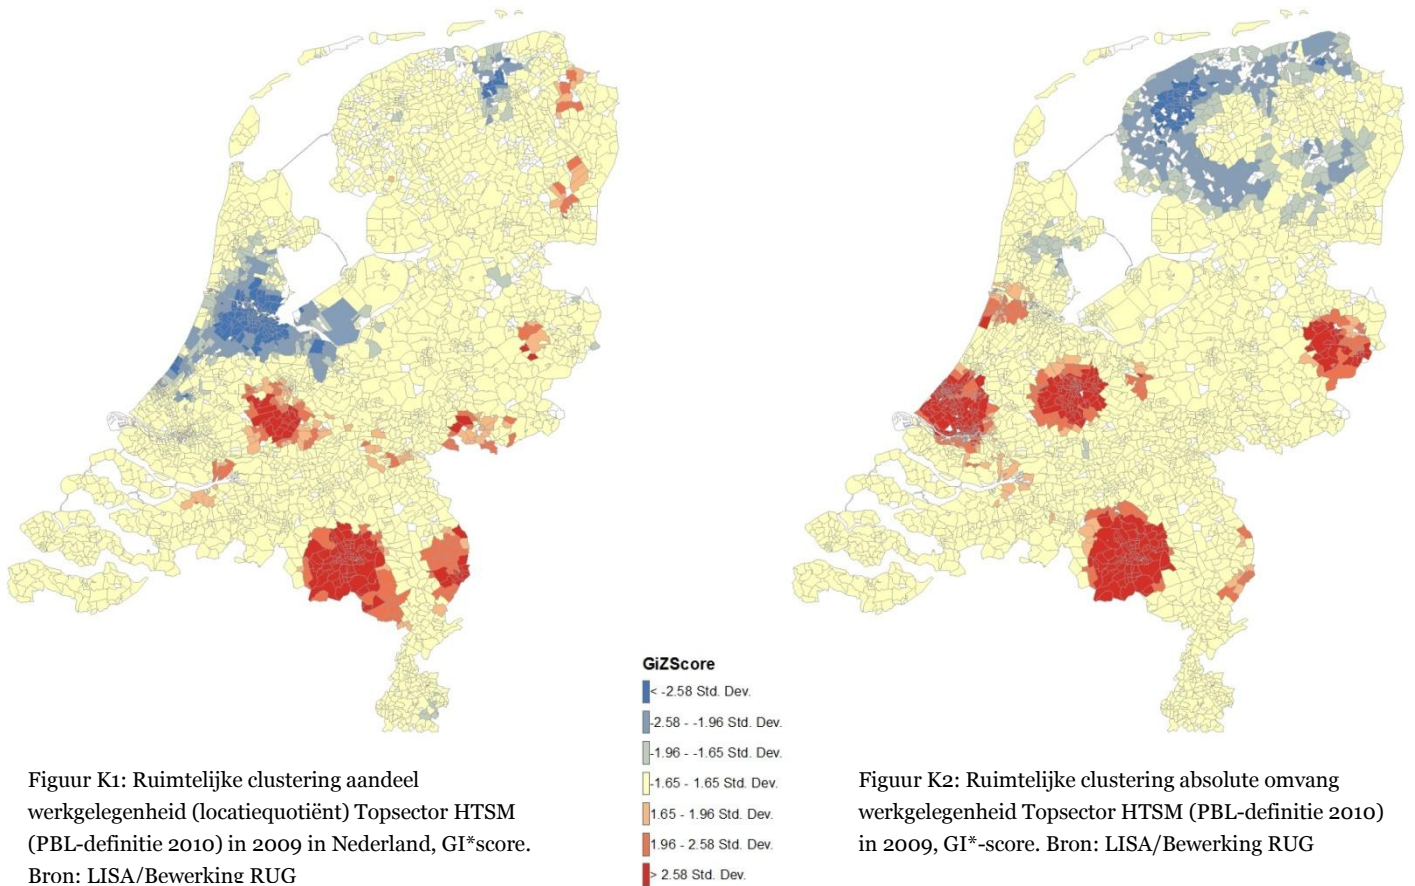 GiZScore
< -2.58 Std. Dev.
-2.58 - -1.96 Std. Dev.
-1.96 - -1.65 Std. Dev.
-1.65 - 1.65 Std. Dev.
1.65 - 1.96 Std. Dev.
1.96 - 2.58 Std. Dev.
> 2.58 Std. Dev.
Figuur K1: Ruimtelijke clustering aandeel
werkgelegenheid (locatiequotiënt) Topsector HTSM
(PBL-definitie 2010) in 2009 in Nederland, GI*score.
Bron: LISA/Bewerking RUG
Figuur K2: Ruimtelijke clustering absolute omvang
werkgelegenheid Topsector HTSM (PBL-definitie 2010)
in 2009, GI*-score. Bron: LISA/Bewerking RUG